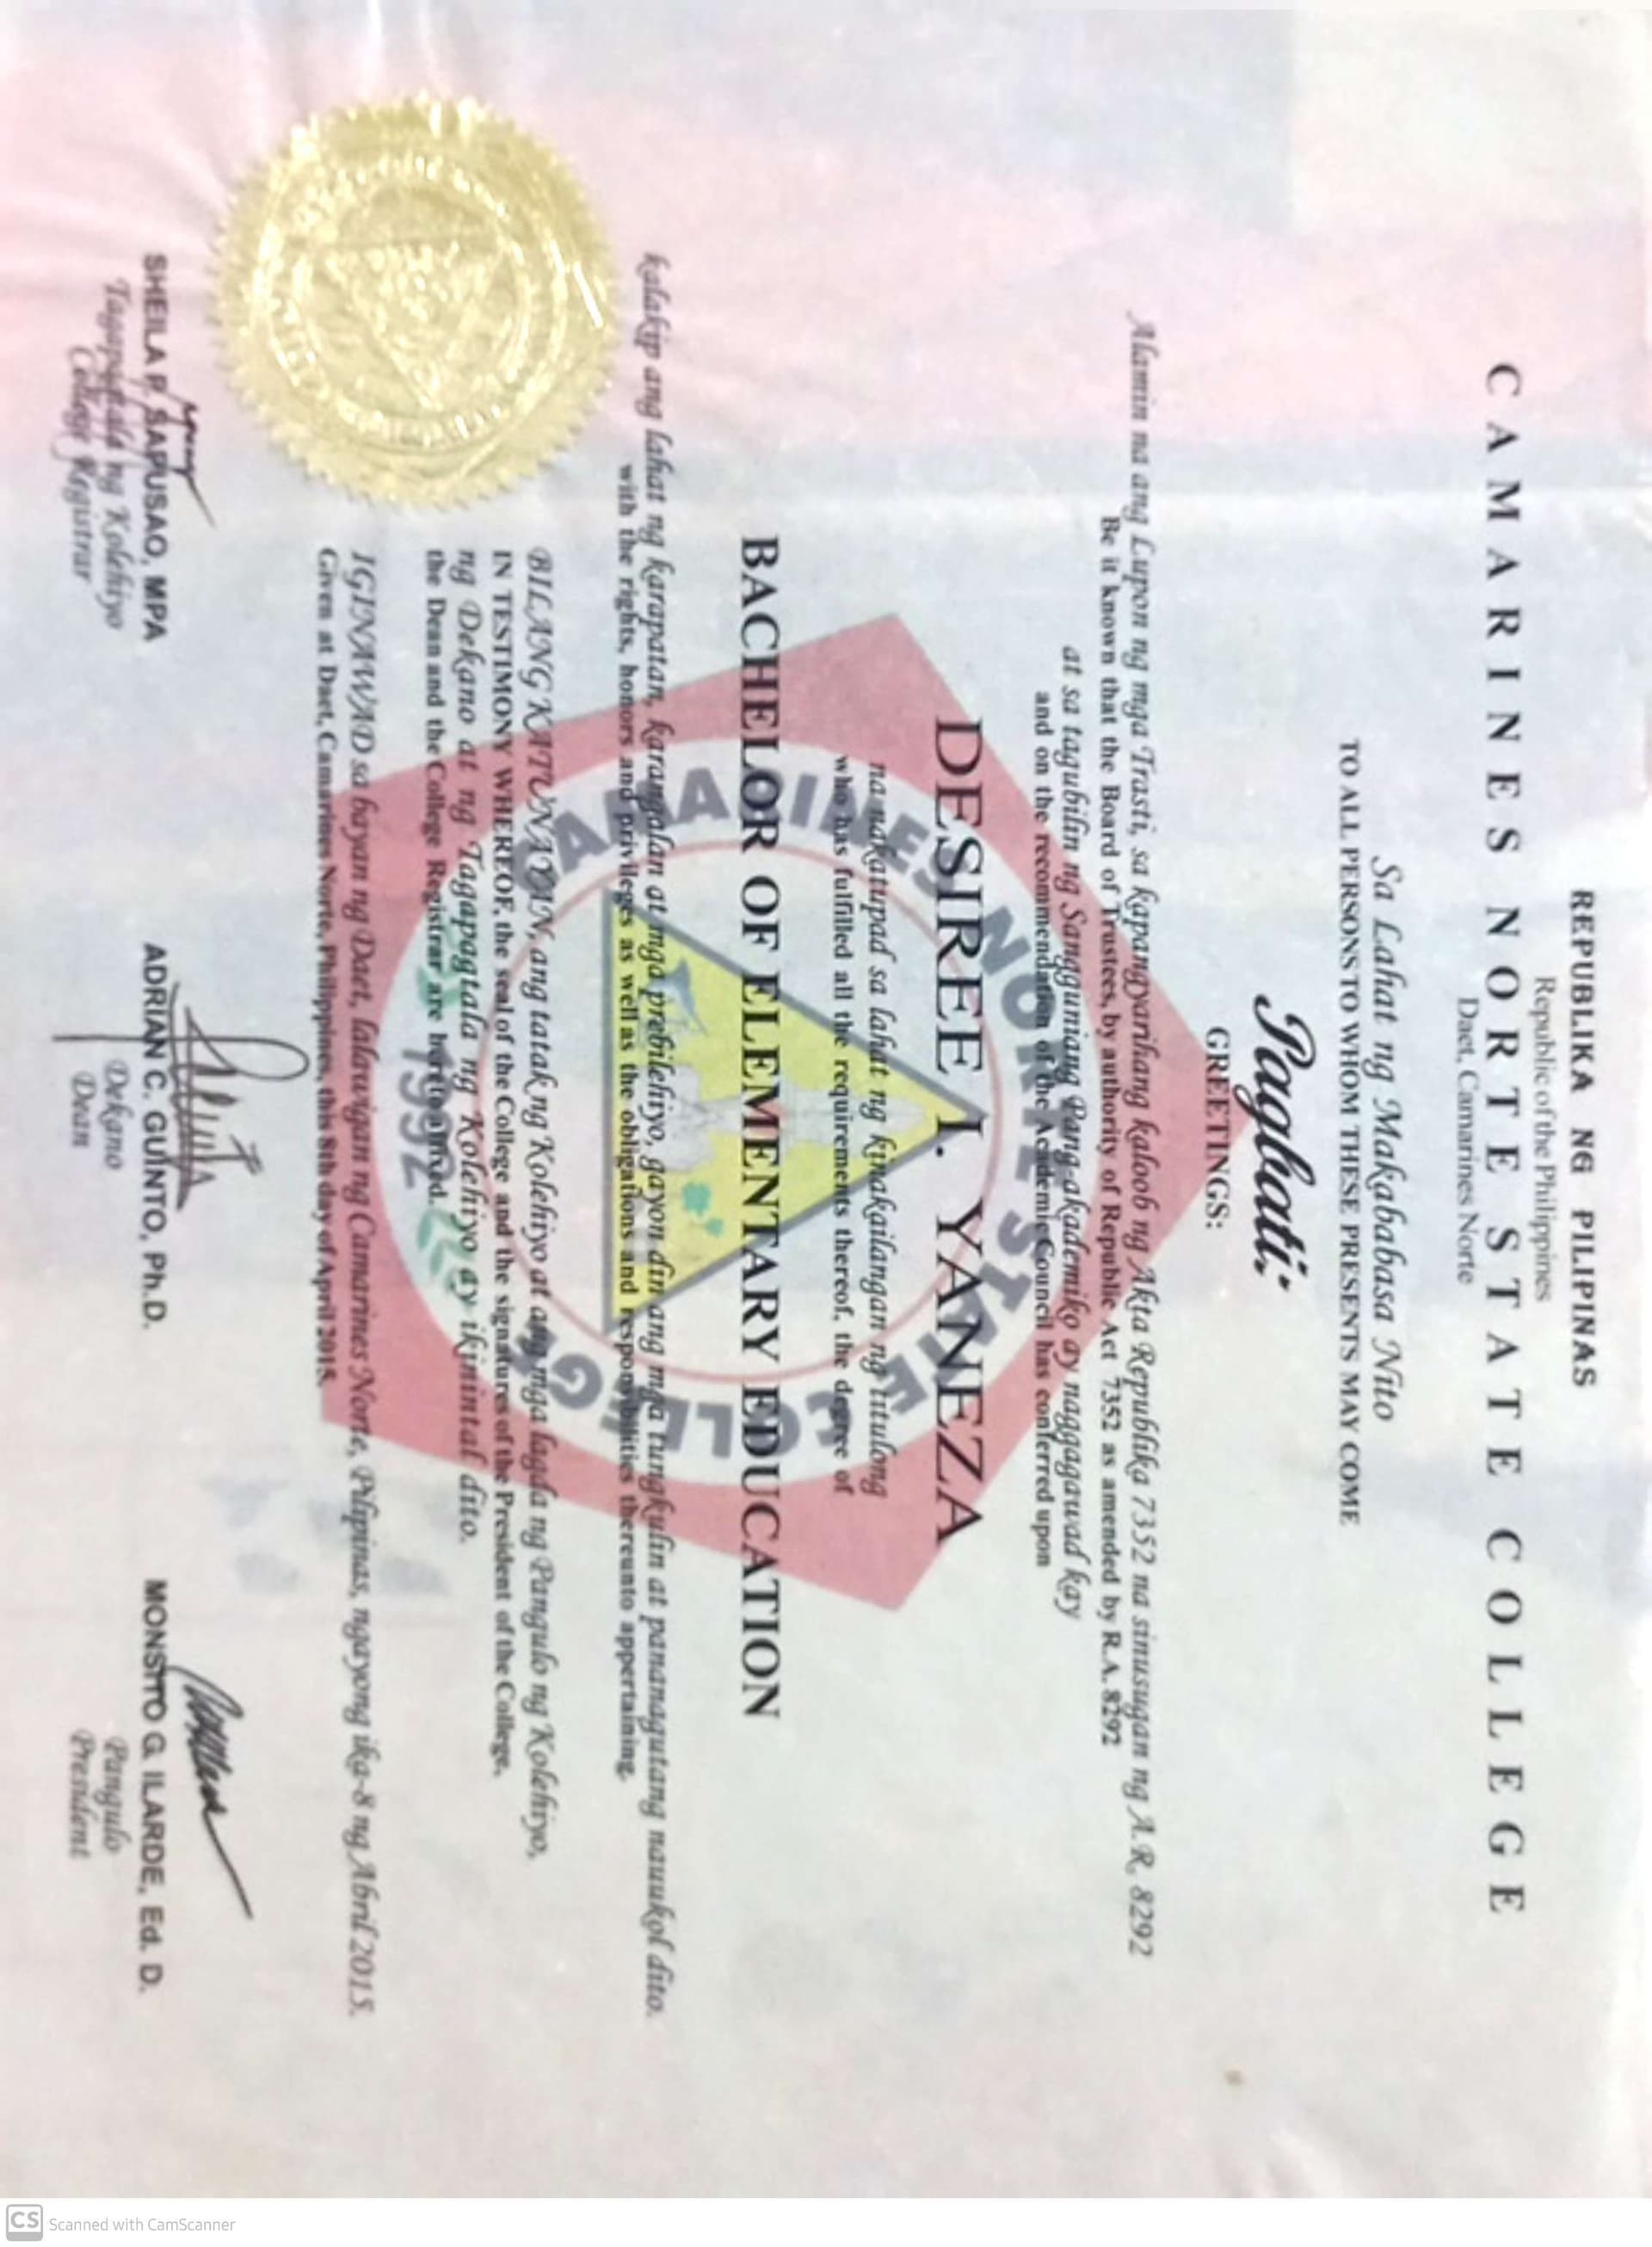 REPUBLIKA NG PILIPINAS
Republic of the Philippines
CAMARINES NORTE STATE COLLEGE
Daet, Camarines Norte
Sa Lahat ng Makababasa Nito
TO ALL PERSONS TO WHOM THESE PRESENTS MAY COME
Pagbati:
GREETINGS:
Alamin na ang Lupon ng mga Trasti, sa kapangyarihang kaloob ng Akta Republika 7352 na sinusugan ng A.R. 8292
Be it known that the Board of Trustees, by authority of Republic Act 7352 as amended by R.A. 8292
at sa tagubilin ng Sangguniang Pang-akademiko ay naggagawad kay
and on the recommendation of the Academic Council has conferred upon
DESIREE I. YANEZA
na nakatupad sa lahat ng kinakailangan ng titulong
who has fulfilled all the requirements thereof, the degree of
BACHELOR OF ELEMENTARY EDUCATION
kalakip ang lahat ng karapatan, karangalan at mga prebilehiyo, gayon din ang mga tungkulin at pananagutang nauukol dito.
with the rights, honors and privileges as well as the obligations and responsibilities thereunto appertaining.
BILANG KATUNAYAN, ang tatak ng Kolehiyo at ang mga lagda ng Pangulo ng Kolehiyo,
IN TESTIMONY WHEREOF, the seal of the College and the signatures of the President of the College,
ng Dekano at ng Tagapagtala ng Kolehiyo ay ikinintal dito.
the Dean and the College Registrar are hereto affixed.
IGINAWAD sa bayan ng Daet, lalawigan ng Camarines Norte, Pilipinas, ngayong ika-8 ng Abril 2015.
Given at Daet, Camarines Norte, Philippines, this 8th day of April 2015.
CAMARINES NORTE STATE COLLEGE
1992
SHEILA P. SAPUSAO, MPA
Tagapagtala ng Kolehiyo
College Registrar
ADRIAN C. GUINTO, Ph.D.
Dekano
Dean
MONSITO G. ILARDE, Ed. D.
Pangulo
President
CS Scanned with CamScanner